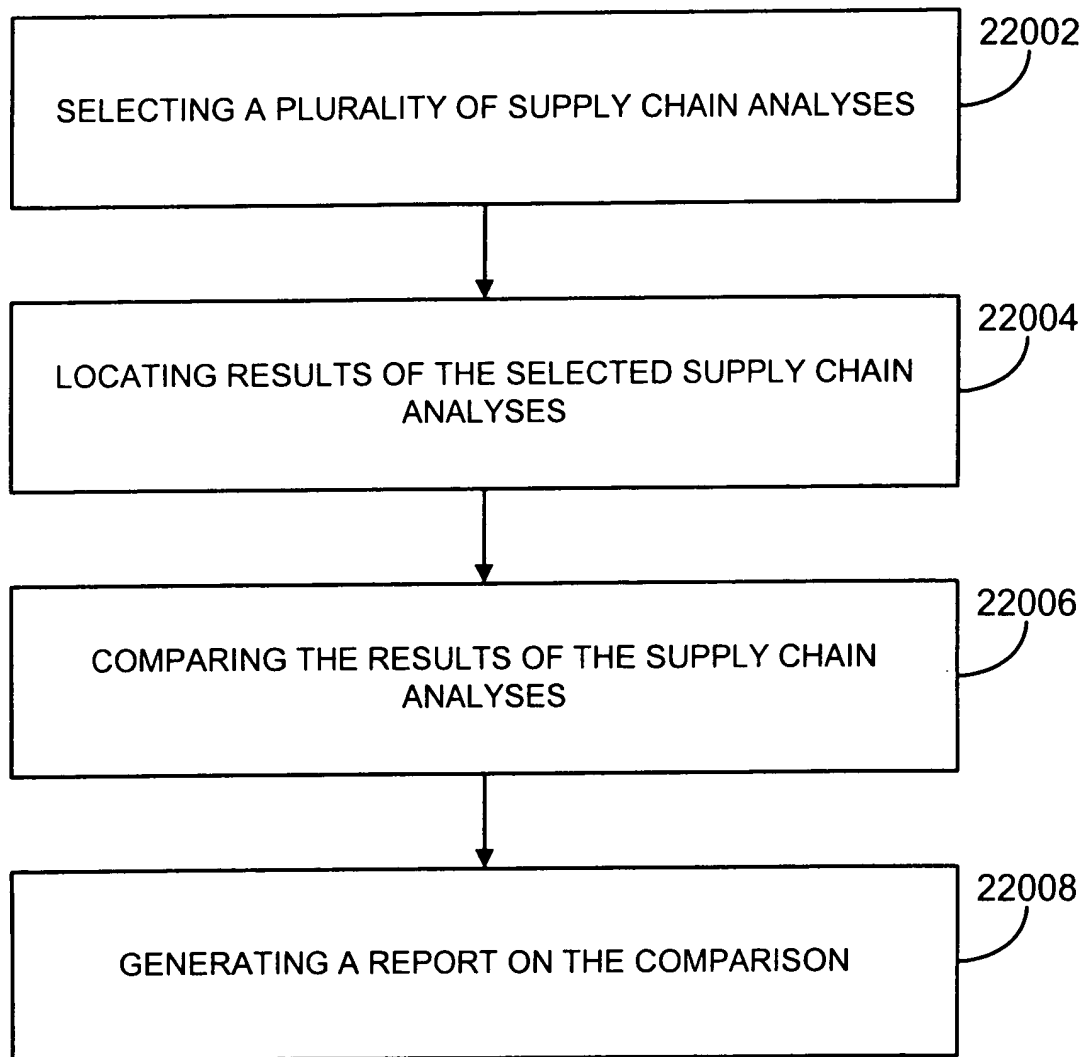 22002
SELECTING A PLURALITY OF SUPPLY CHAIN ANALYSES
22004
LOCATING RESULTS OF THE SELECTED SUPPLY CHAIN
ANALYSES
22006
COMPARING THE RESULTS OF THE SUPPLY CHAIN
ANALYSES
22008
GENERATING A REPORT ON THE COMPARISON